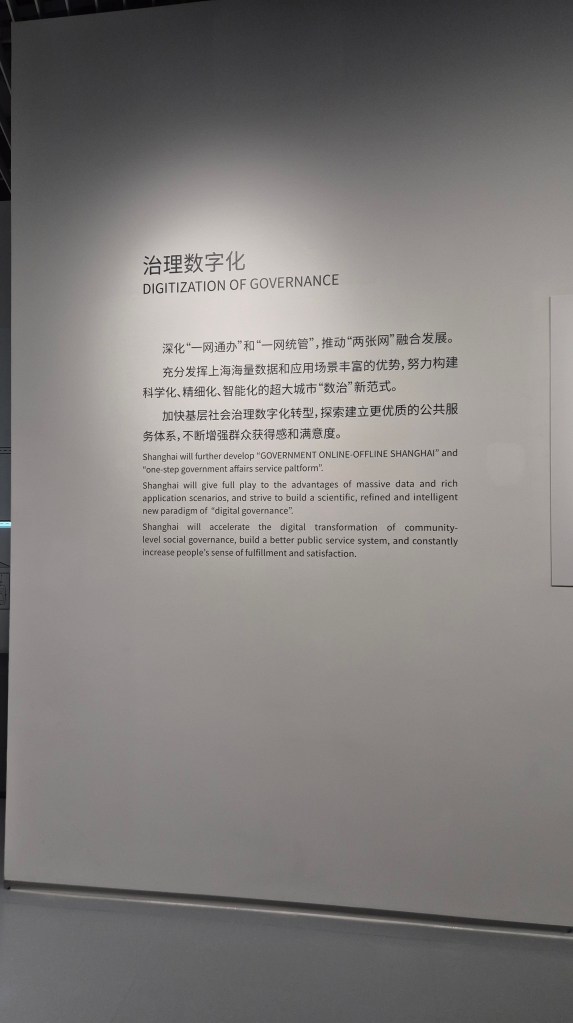 治理数字化
DIGITIZATION OF GOVERNANCE
深化“一网通办”和“一网统管”，推动“两张网”融合发展。
充分发挥上海海量数据和应用场景丰富的优势，努力构建
科学化、精细化、智能化的超大城市“数治”新范式。
加快基层社会治理数字化转型，探索建立更优质的公共服
务体系，不断增强群众获得感和满意度。
Shanghai will further develop “GOVERNMENT ONLINE-OFFLINE SHANGHAI” and
“one-step government affairs service paltform”.
Shanghai will give full play to the advantages of massive data and rich
application scenarios, and strive to build a scientific, refined and intelligent
new paradigm of “digital governance”.
Shanghai will accelerate the digital transformation of community-
level social governance, build a better public service system, and constantly
increase people’s sense of fulfillment and satisfaction.